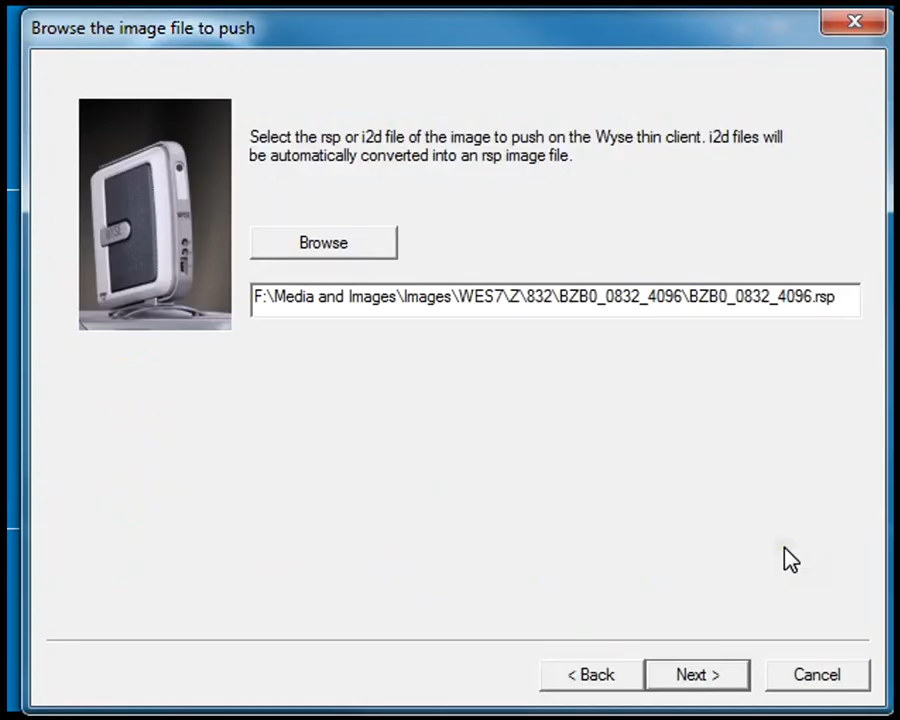 Browse the image file to push
Select the rsp or i2d file of the image to push on the Wyse thin client. i2d files will
be automatically converted into an rsp image file.
Browse
F:\Media and Images\Images\WES7\Z\832\BZB0_0832_4096\BZB0_0832_4096.rsp
< Back
Next >
Cancel